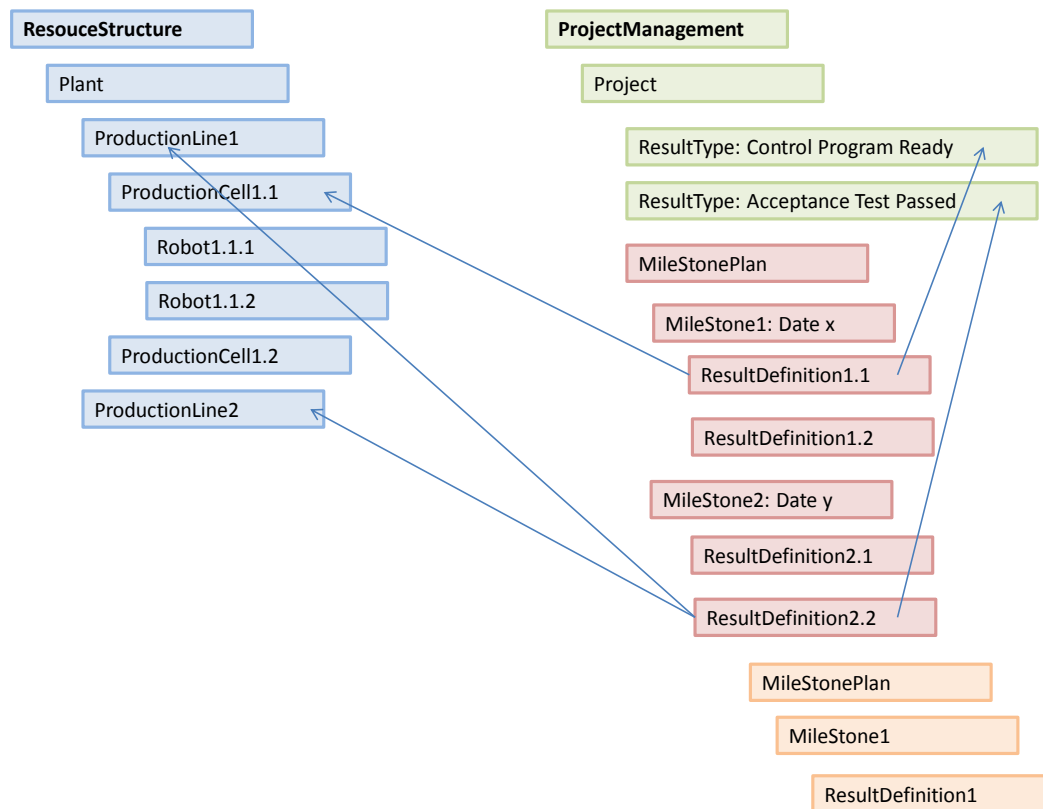 ResouceStructure
Plant
ProductionLine1
ProductionCell1.1
Robot1.1.1
Robot1.1.2
ProductionCell1.2
ProductionLine2
ProjectManagement
Project
ResultType: Control Program Ready
ResultType: Acceptance Test Passed
MileStonePlan
MileStone1: Date x
ResultDefinition1.1
ResultDefinition1.2
MileStone2: Date y
ResultDefinition2.1
ResultDefinition2.2
MileStonePlan
MileStone1
ResultDefinition1